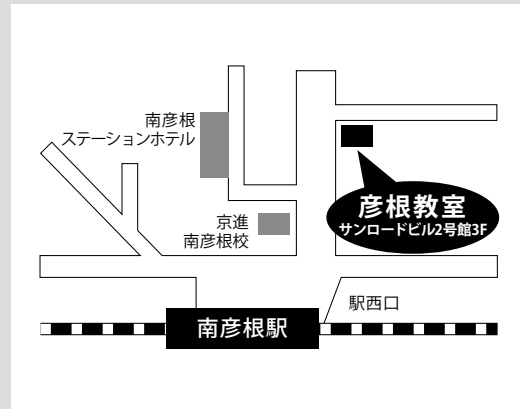 南彦根
ステーションホテル
京進
南彦根校
彦根教室
サンロードビル2号館3F
駅西口
南彦根駅